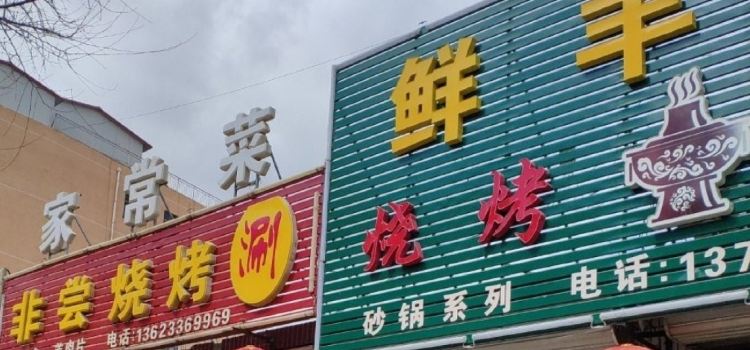 家常菜
非尝烧烤 涮
电话:13623369969
鲜羊
烧烤
砂锅系列 电话:137